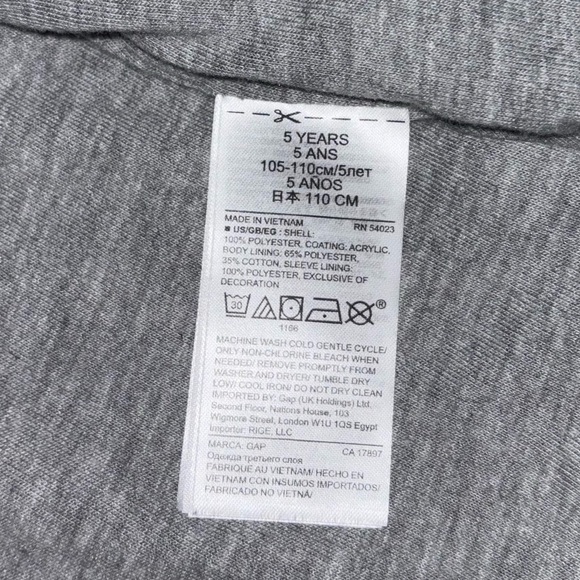 5 YEARS
5 ANS
105-110см/5лет
5 AÑOS
日本 110 CM
MADE IN VIETNAM RN 54023
■ US/GB/EG : SHELL:
100% POLYESTER, COATING: ACRYLIC,
BODY LINING: 65% POLYESTER,
35% COTTON, SLEEVE LINING:
100% POLYESTER, EXCLUSIVE OF
DECORATION
30
®
1166
MACHINE WASH COLD GENTLE CYCLE/
ONLY NON-CHLORINE BLEACH WHEN
NEEDED/ REMOVE PROMPTLY FROM
WASHER AND DRYER/ TUMBLE DRY
LOW/ COOL IRON/ DO NOT DRY CLEAN
IMPORTED BY: Gap (UK Holdings) Ltd.
Second Floor, Nations House, 103
Wigmore Street, London W1U 1QS Egypt
Importer: RIGE, LLC
MARCA: GAP CA 17897
Одежда третьего слоя
FABRIQUE AU VIETNAM/ HECHO EN
VIETNAM CON INSUMOS IMPORTADOS/
FABRICADO NO VIETNÃ/